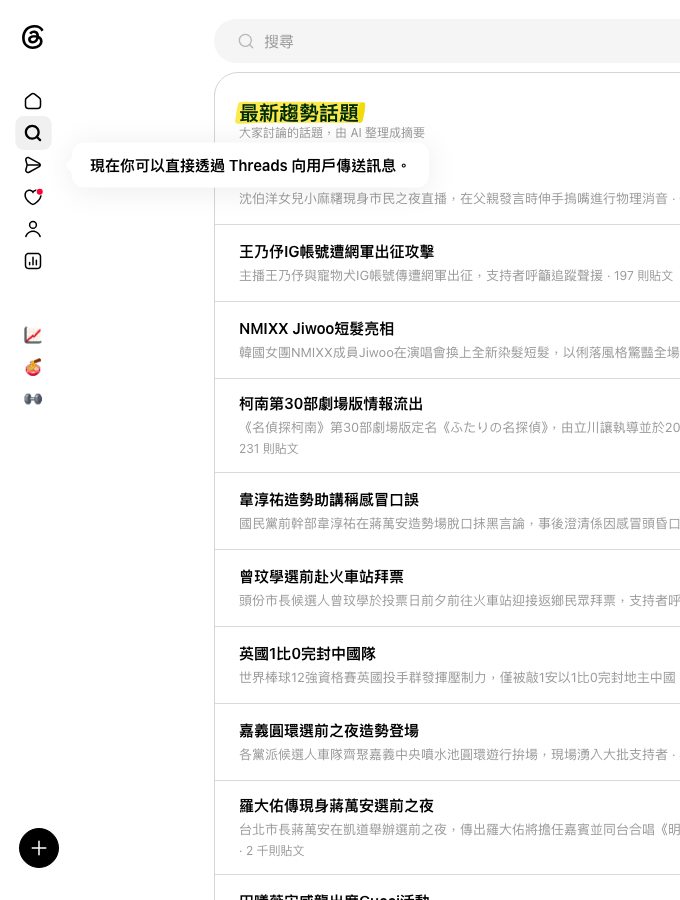 搜尋
最新趨勢話題
大家討論的話題，由 AI 整理成摘要
現在你可以直接透過 Threads 向用戶傳送訊息。
沈伯洋女兒小麻糬現身市民之夜直播，在父親發言時伸手摀嘴進行物理消音 ·
王乃伃IG帳號遭網軍出征攻擊
主播王乃伃與寵物犬IG帳號傳遭網軍出征，支持者呼籲追蹤聲援 · 197 則貼文
NMIXX Jiwoo短髮亮相
韓國女團NMIXX成員Jiwoo在演唱會換上全新染髮短髮，以俐落風格驚豔全場
柯南第30部劇場版情報流出
《名偵探柯南》第30部劇場版定名《ふたりの名探偵》，由立川讓執導並於20
231 則貼文
韋淳祐造勢助講稱感冒口誤
國民黨前幹部韋淳祐在蔣萬安造勢場脫口抹黑言論，事後澄清係因感冒頭昏口
曾玟學選前赴火車站拜票
頭份市長候選人曾玟學於投票日前夕前往火車站迎接返鄉民眾拜票，支持者呼
英國1比0完封中國隊
世界棒球12強資格賽英國投手群發揮壓制力，僅被敲1安以1比0完封地主中國
嘉義圓環選前之夜造勢登場
各黨派候選人車隊齊聚嘉義中央噴水池圓環遊行拚場，現場湧入大批支持者 ·
羅大佑傳現身蔣萬安選前之夜
台北市長蔣萬安在凱道舉辦選前之夜，傳出羅大佑將擔任嘉賓並同台合唱《明
· 2 千則貼文